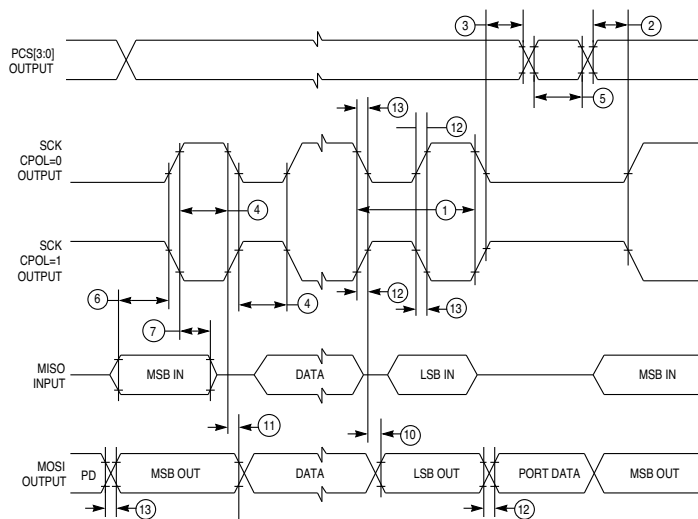 3
2
PCS[3:0]
OUTPUT
5
13
12
SCK
CPOL=0
OUTPUT
4
1
SCK
CPOL=1
OUTPUT
6
4
12
13
7
MISO
INPUT
MSB IN
DATA
LSB IN
MSB IN
11
10
MOSI
OUTPUT
PD
MSB OUT
DATA
LSB OUT
PORT DATA
MSB OUT
13
12